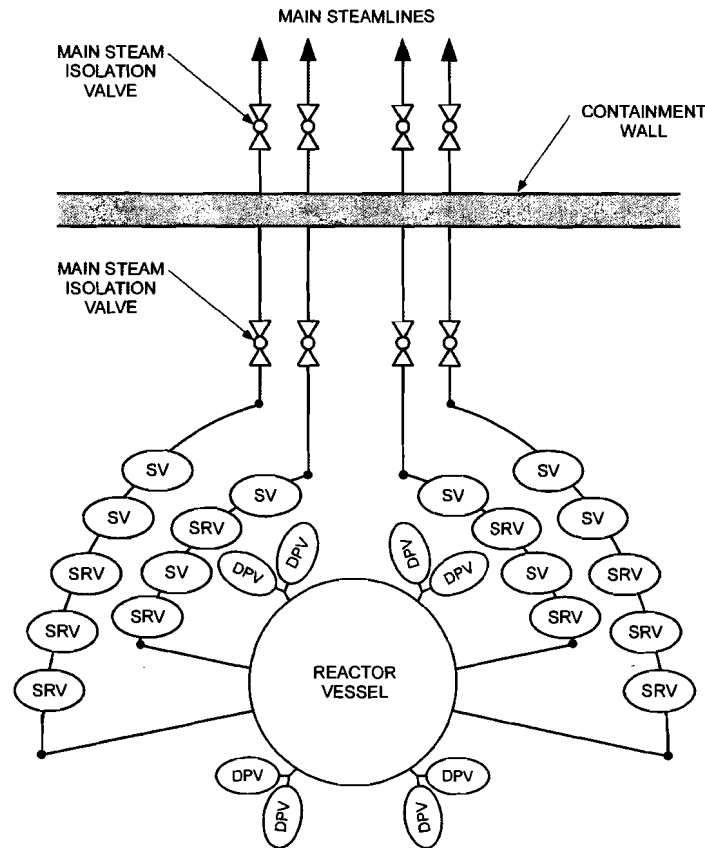 MAIN STEAMLINES
MAIN STEAM
ISOLATION
VALVE
CONTAINMENT
WALL
MAIN STEAM
ISOLATION
VALVE
SV
SV
SV
SV
SV
SV
SRV
SRV
SRV
SRV
DPV
DPV
DPV
DPV
SV
SV
SRV
SRV
SRV
SRV
SRV
SRV
REACTOR
VESSEL
DPV
DPV
DPV
DPV